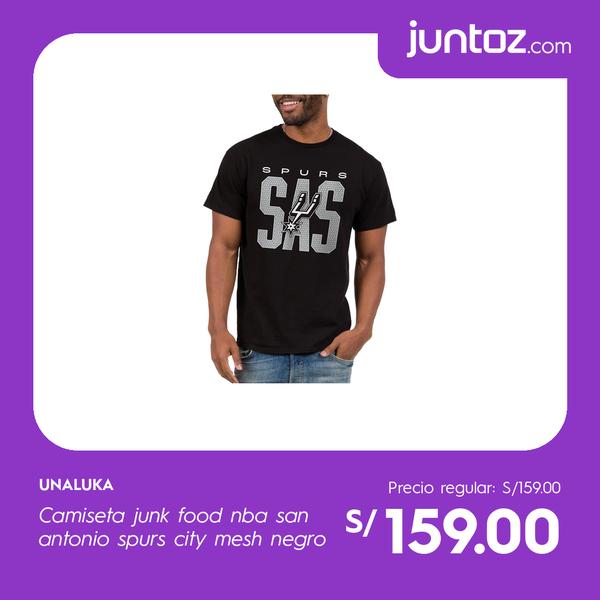 juntoz.com
SPURS
SAS
UNALUKA
Camiseta junk food nba san
antonio spurs city mesh negro
Precio regular: S/159.00
S/159.00